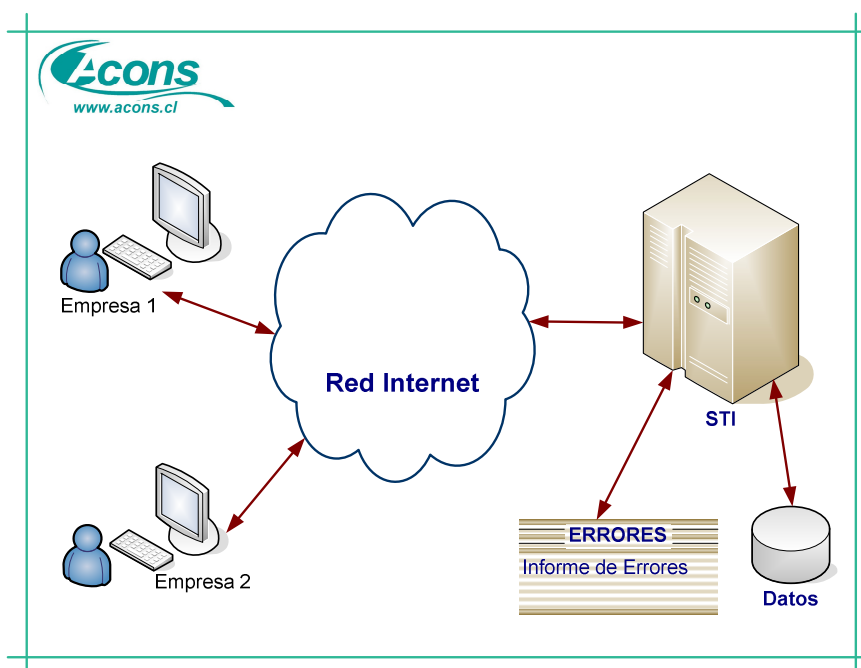 Acons
www.acons.cl
Empresa 1
Red Internet
STI
ERRORES
Informe de Errores
Empresa 2
Datos